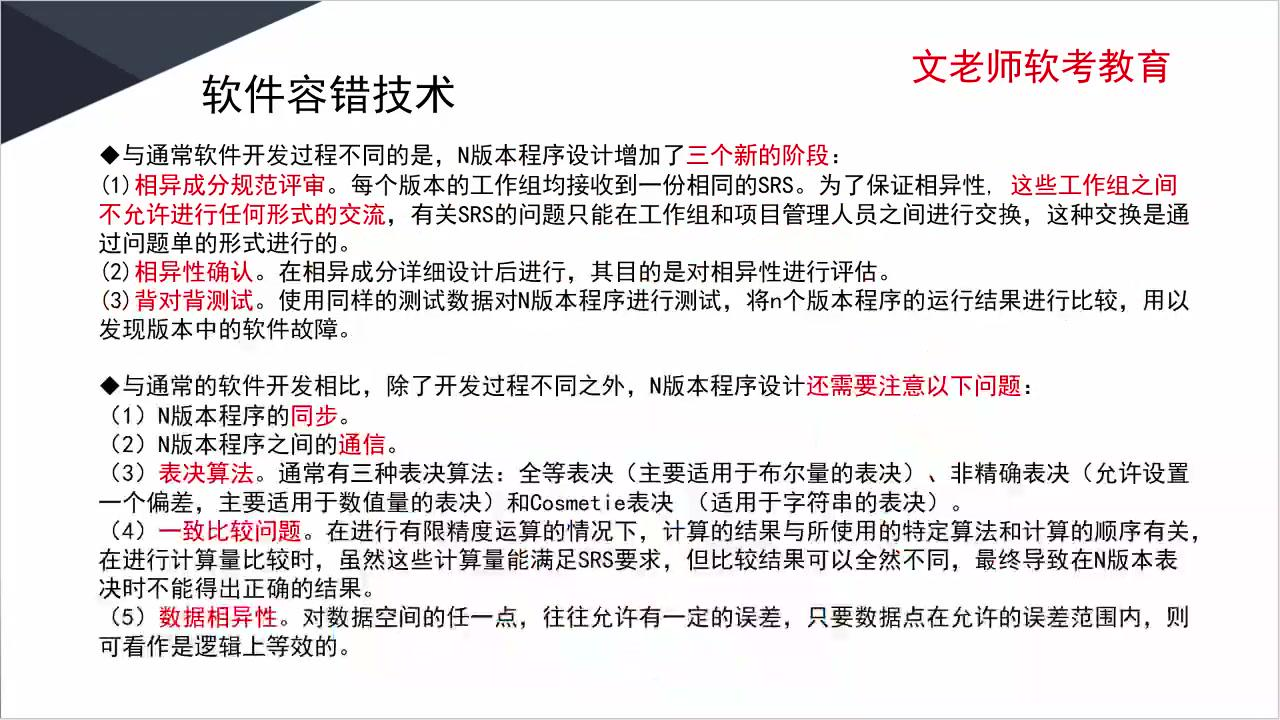 文老师软考教育
软件容错技术
◆与通常软件开发过程不同的是，N版本程序设计增加了三个新的阶段：
(1)相异成分规范评审。每个版本的工作组均接收到一份相同的SRS。为了保证相异性, 这些工作组之间
不允许进行任何形式的交流，有关SRS的问题只能在工作组和项目管理人员之间进行交换，这种交换是通
过问题单的形式进行的。
(2)相异性确认。在相异成分详细设计后进行，其目的是对相异性进行评估。
(3)背对背测试。使用同样的测试数据对N版本程序进行测试，将n个版本程序的运行结果进行比较，用以
发现版本中的软件故障。
◆与通常的软件开发相比，除了开发过程不同之外，N版本程序设计还需要注意以下问题：
（1）N版本程序的同步。
（2）N版本程序之间的通信。
（3）表决算法。通常有三种表决算法：全等表决（主要适用于布尔量的表决）、非精确表决（允许设置
一个偏差，主要适用于数值量的表决）和Cosmetie表决 （适用于字符串的表决）。
（4）一致比较问题。在进行有限精度运算的情况下，计算的结果与所使用的特定算法和计算的顺序有关，
在进行计算量比较时，虽然这些计算量能满足SRS要求，但比较结果可以全然不同，最终导致在N版本表
决时不能得出正确的结果。
（5）数据相异性。对数据空间的任一点，往往允许有一定的误差，只要数据点在允许的误差范围内，则
可看作是逻辑上等效的。